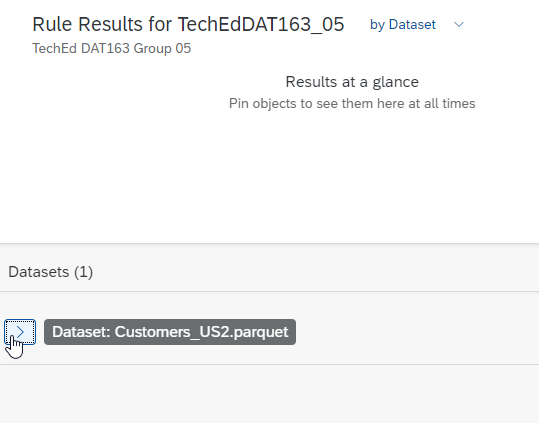 Rule Results for TechEdDAT163_05 by Dataset
TechEd DAT163 Group 05
Results at a glance
Pin objects to see them here at all times
Datasets (1)
Dataset: Customers_US2.parquet